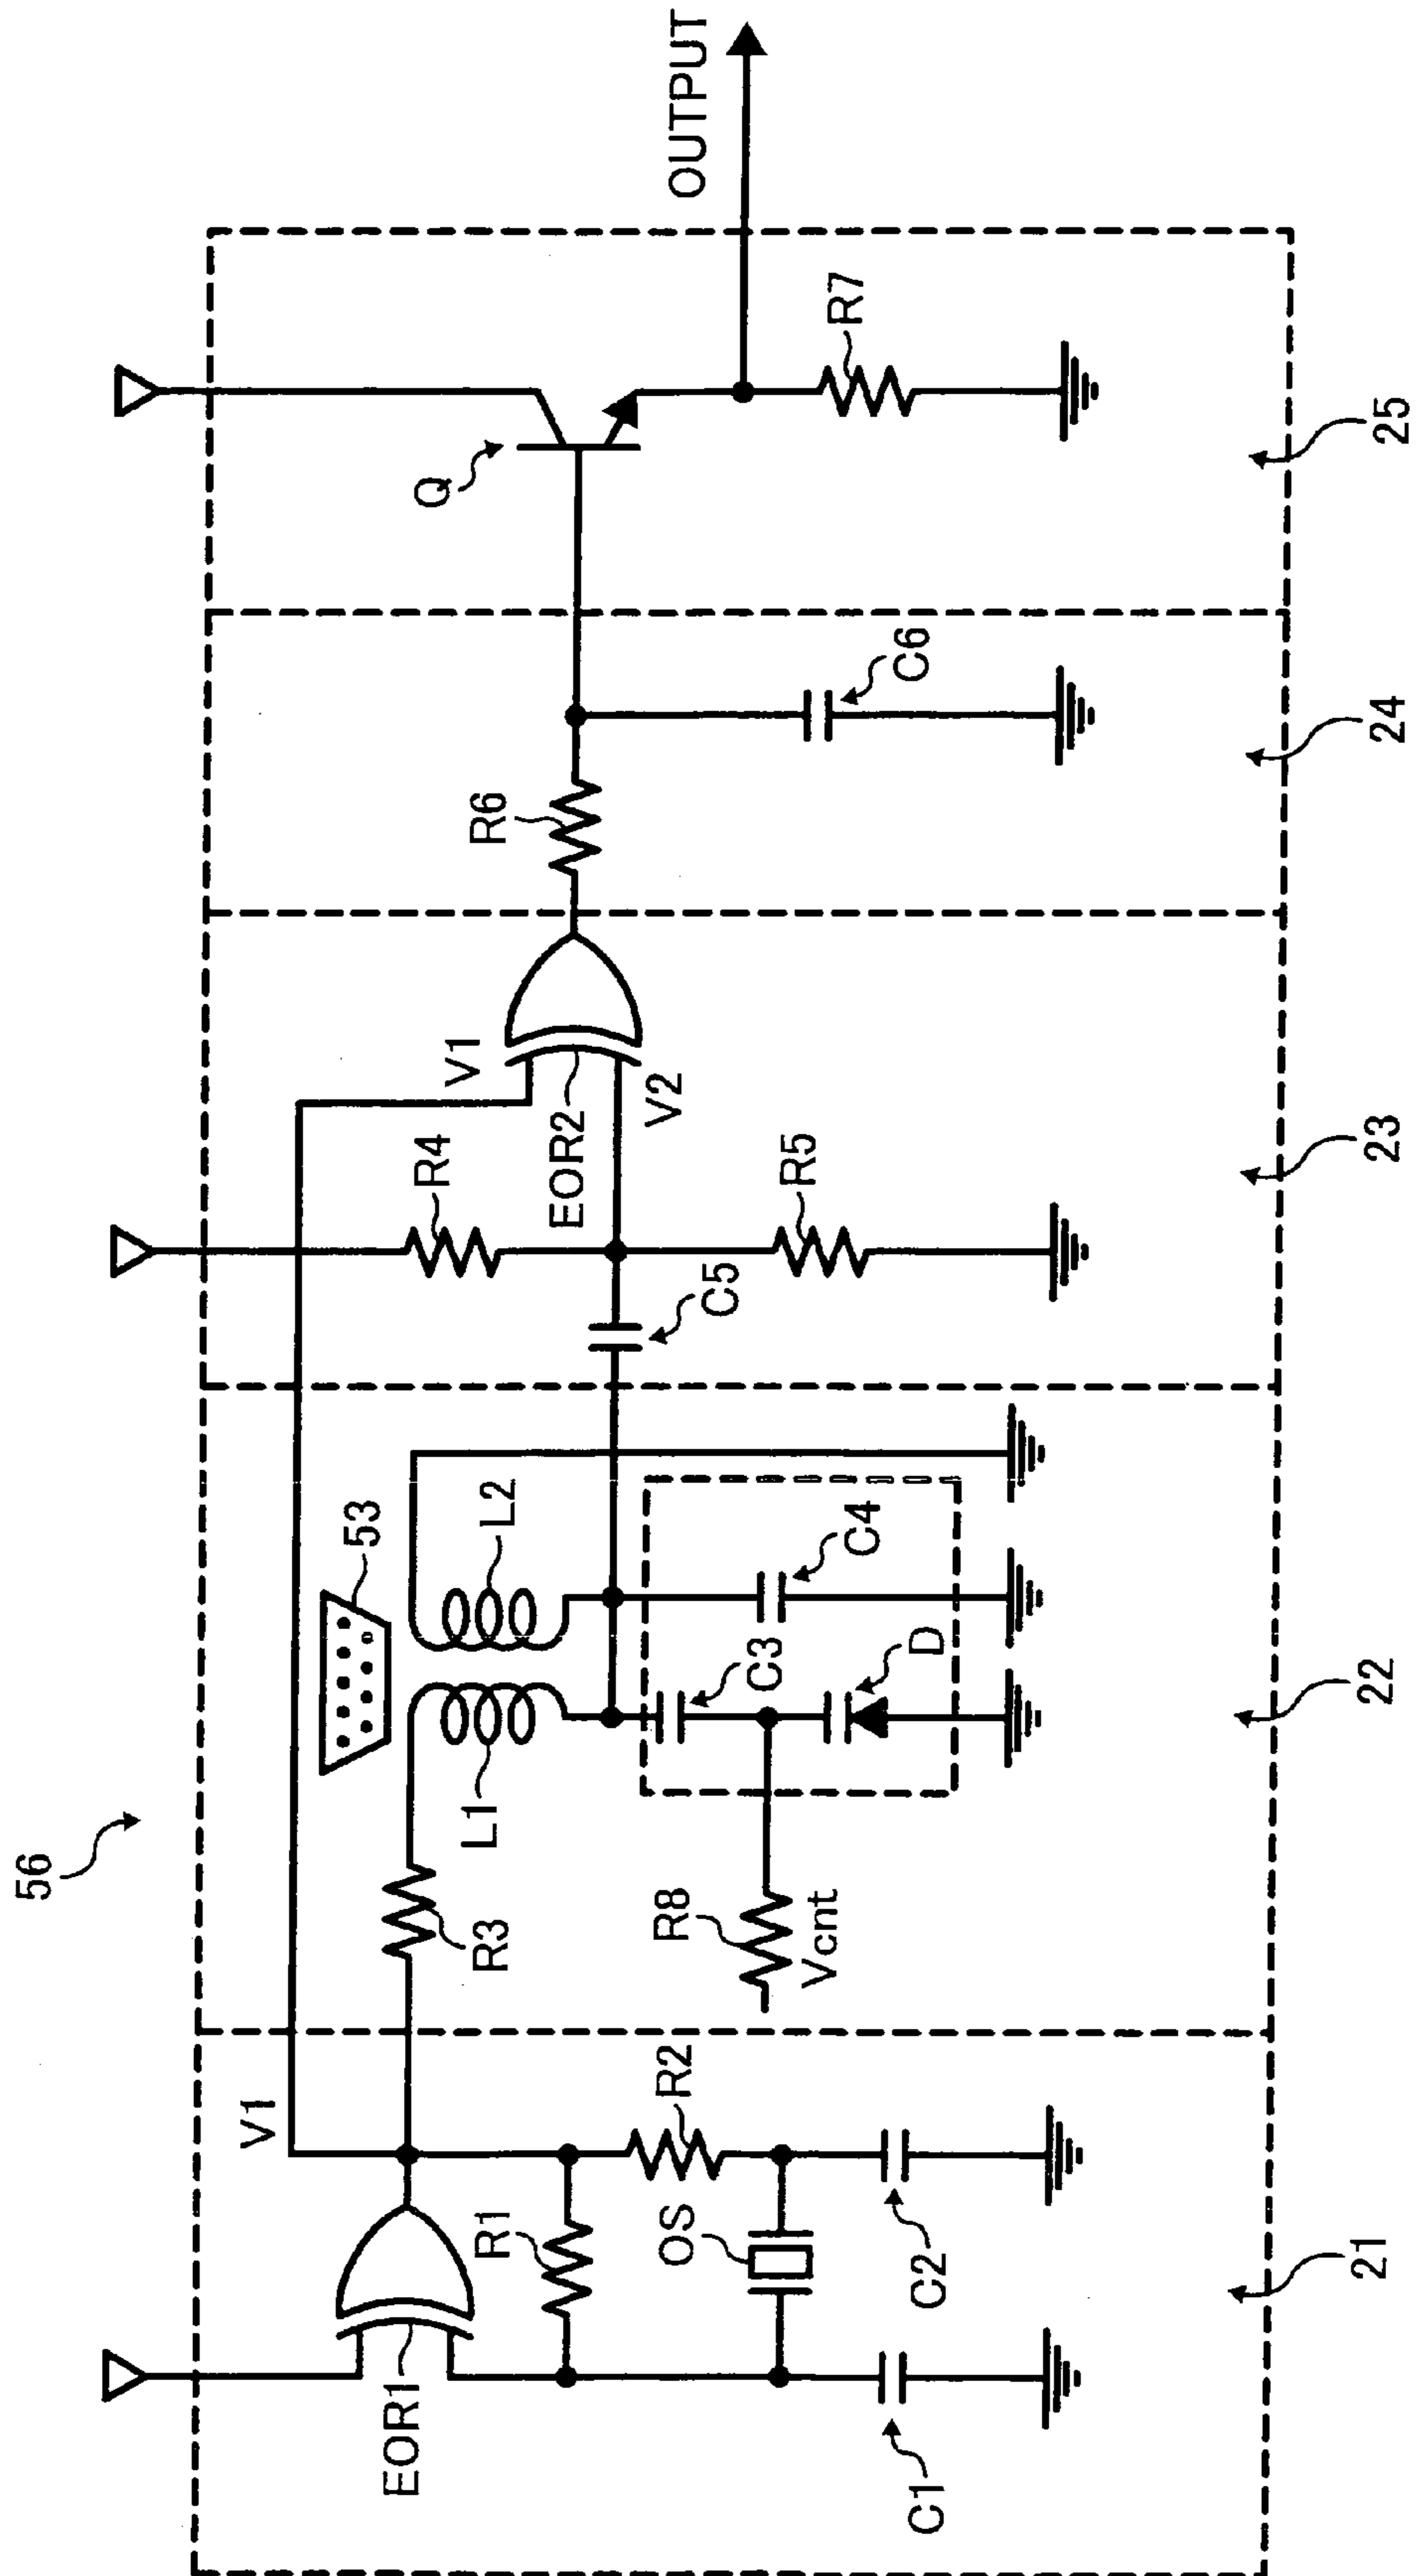 56
OUTPUT
V1
EOR1
R1
R2
OS
C1
C2
21
R3
53
L1
L2
R8
Vcnt
C3
C4
D
22
R4
C5
R5
V1
EOR2
V2
23
R6
C6
24
Q
R7
25